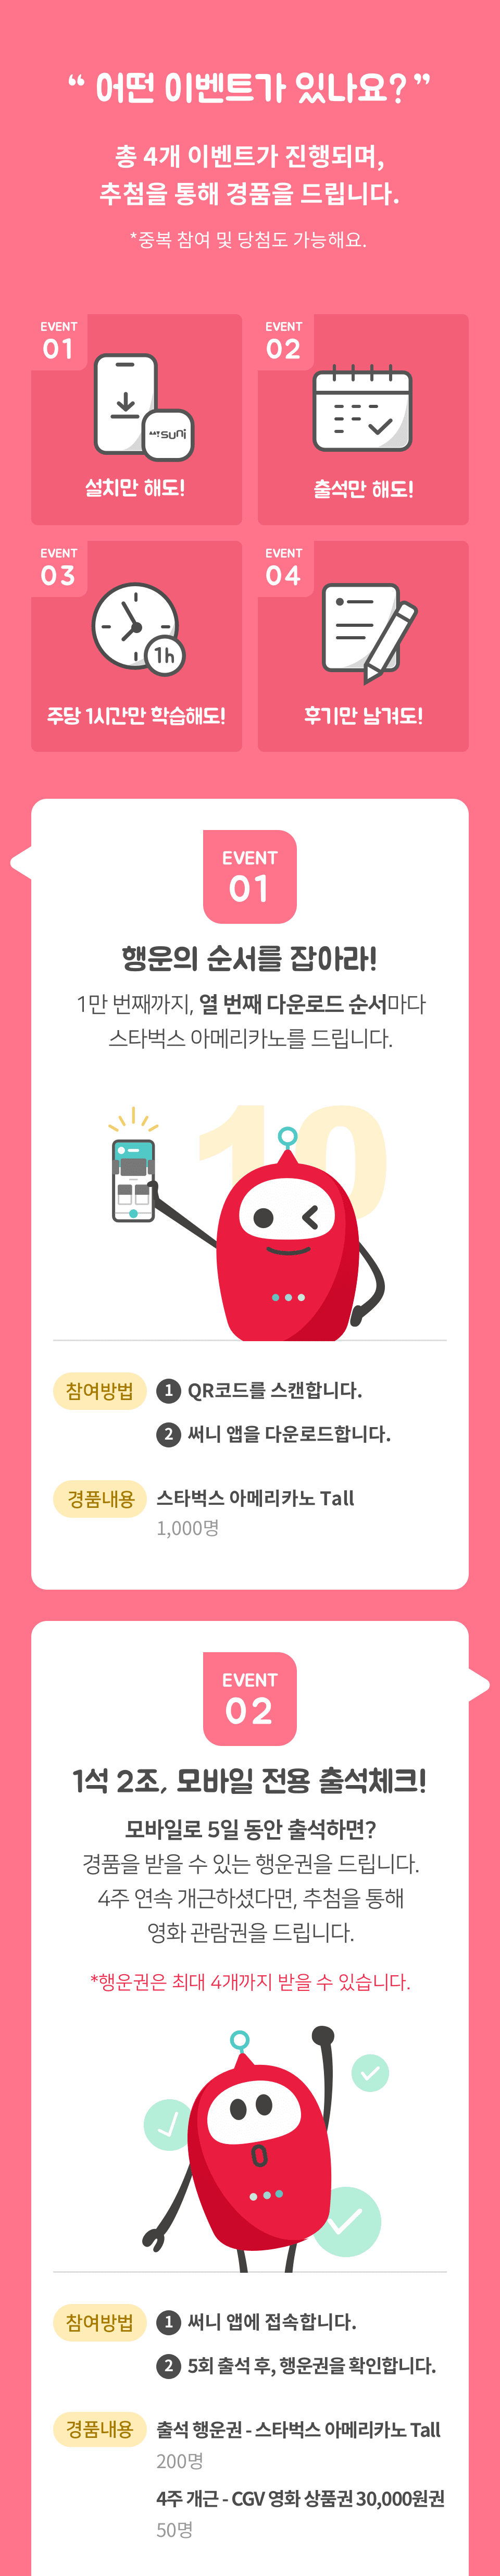 “ 어떤 이벤트가 있나요? ”
총 4개 이벤트가 진행되며,
추첨을 통해 경품을 드립니다.
*중복 참여 및 당첨도 가능해요.
EVENT
01
mySUNI
설치만 해도!
EVENT
02
출석만 해도!
EVENT
03
1h
주당 1시간만 학습해도!
EVENT
04
후기만 남겨도!
EVENT
01
행운의 순서를 잡아라!
1만 번째까지, 열 번째 다운로드 순서마다
스타벅스 아메리카노를 드립니다.
10
참여방법
1 QR코드를 스캔합니다.
2 써니 앱을 다운로드합니다.
경품내용
스타벅스 아메리카노 Tall
1,000명
EVENT
02
1석 2조, 모바일 전용 출석체크!
모바일로 5일 동안 출석하면?
경품을 받을 수 있는 행운권을 드립니다.
4주 연속 개근하셨다면, 추첨을 통해
영화 관람권을 드립니다.
*행운권은 최대 4개까지 받을 수 있습니다.
참여방법
1 써니 앱에 접속합니다.
2 5회 출석 후, 행운권을 확인합니다.
경품내용
출석 행운권 - 스타벅스 아메리카노 Tall
200명
4주 개근 - CGV 영화 상품권 30,000원권
50명